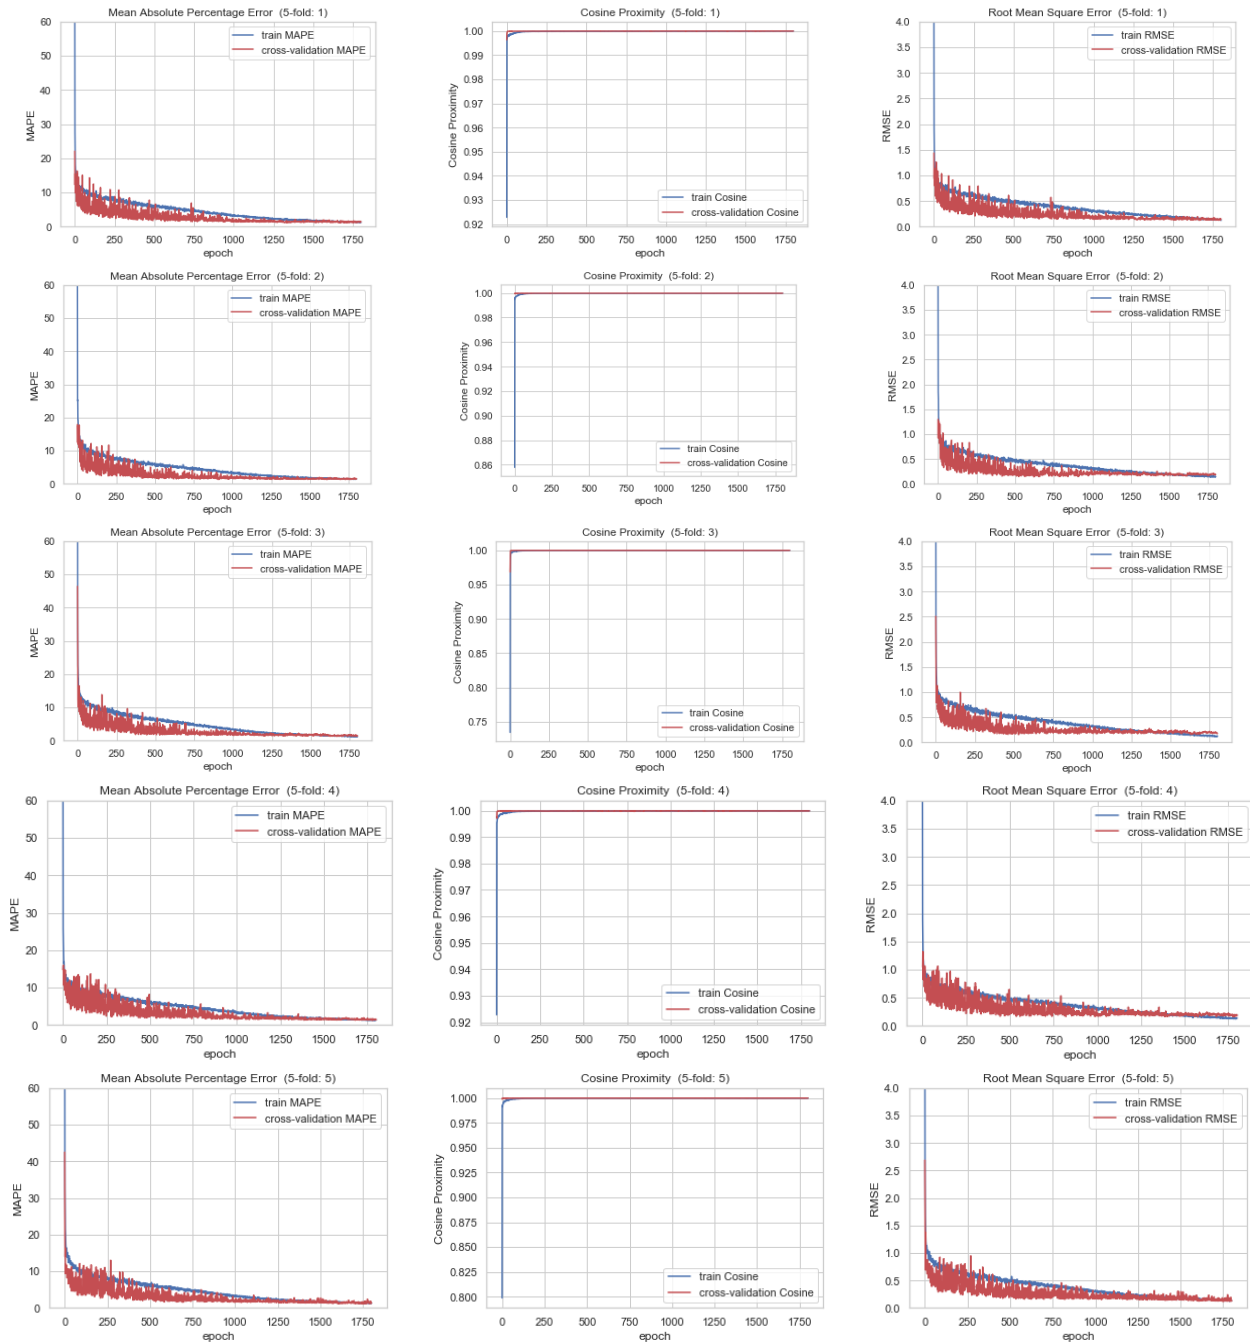 Mean Absolute Percentage Error (5-fold: 1)
60
50
40
30
20
10
0
MAPE
train MAPE
cross-validation MAPE
0 250 500 750 1000 1250 1500 1750
epoch
Cosine Proximity (5-fold: 1)
1.00
0.99
0.98
0.97
0.96
0.95
0.94
0.93
0.92
Cosine Proximity
train Cosine
cross-validation Cosine
0 250 500 750 1000 1250 1500 1750
epoch
Root Mean Square Error (5-fold: 1)
4.0
3.5
3.0
2.5
2.0
1.5
1.0
0.5
0.0
RMSE
train RMSE
cross-validation RMSE
0 250 500 750 1000 1250 1500 1750
epoch
Mean Absolute Percentage Error (5-fold: 2)
60
50
40
30
20
10
0
MAPE
train MAPE
cross-validation MAPE
0 250 500 750 1000 1250 1500 1750
epoch
Cosine Proximity (5-fold: 2)
1.00
0.98
0.96
0.94
0.92
0.90
0.88
0.86
Cosine Proximity
train Cosine
cross-validation Cosine
0 250 500 750 1000 1250 1500 1750
epoch
Root Mean Square Error (5-fold: 2)
4.0
3.5
3.0
2.5
2.0
1.5
1.0
0.5
0.0
RMSE
train RMSE
cross-validation RMSE
0 250 500 750 1000 1250 1500 1750
epoch
Mean Absolute Percentage Error (5-fold: 3)
60
50
40
30
20
10
0
MAPE
train MAPE
cross-validation MAPE
0 250 500 750 1000 1250 1500 1750
epoch
Cosine Proximity (5-fold: 3)
1.00
0.95
0.90
0.85
0.80
0.75
Cosine Proximity
train Cosine
cross-validation Cosine
0 250 500 750 1000 1250 1500 1750
epoch
Root Mean Square Error (5-fold: 3)
4.0
3.5
3.0
2.5
2.0
1.5
1.0
0.5
0.0
RMSE
train RMSE
cross-validation RMSE
0 250 500 750 1000 1250 1500 1750
epoch
Mean Absolute Percentage Error (5-fold: 4)
60
50
40
30
20
10
0
MAPE
train MAPE
cross-validation MAPE
0 250 500 750 1000 1250 1500 1750
epoch
Cosine Proximity (5-fold: 4)
1.00
0.99
0.98
0.97
0.96
0.95
0.94
0.93
0.92
Cosine Proximity
train Cosine
cross-validation Cosine
0 250 500 750 1000 1250 1500 1750
epoch
Root Mean Square Error (5-fold: 4)
4.0
3.5
3.0
2.5
2.0
1.5
1.0
0.5
0.0
RMSE
train RMSE
cross-validation RMSE
0 250 500 750 1000 1250 1500 1750
epoch
Mean Absolute Percentage Error (5-fold: 5)
60
50
40
30
20
10
0
MAPE
train MAPE
cross-validation MAPE
0 250 500 750 1000 1250 1500 1750
epoch
Cosine Proximity (5-fold: 5)
1.000
0.975
0.950
0.925
0.900
0.875
0.850
0.825
0.800
Cosine Proximity
train Cosine
cross-validation Cosine
0 250 500 750 1000 1250 1500 1750
epoch
Root Mean Square Error (5-fold: 5)
4.0
3.5
3.0
2.5
2.0
1.5
1.0
0.5
0.0
RMSE
train RMSE
cross-validation RMSE
0 250 500 750 1000 1250 1500 1750
epoch